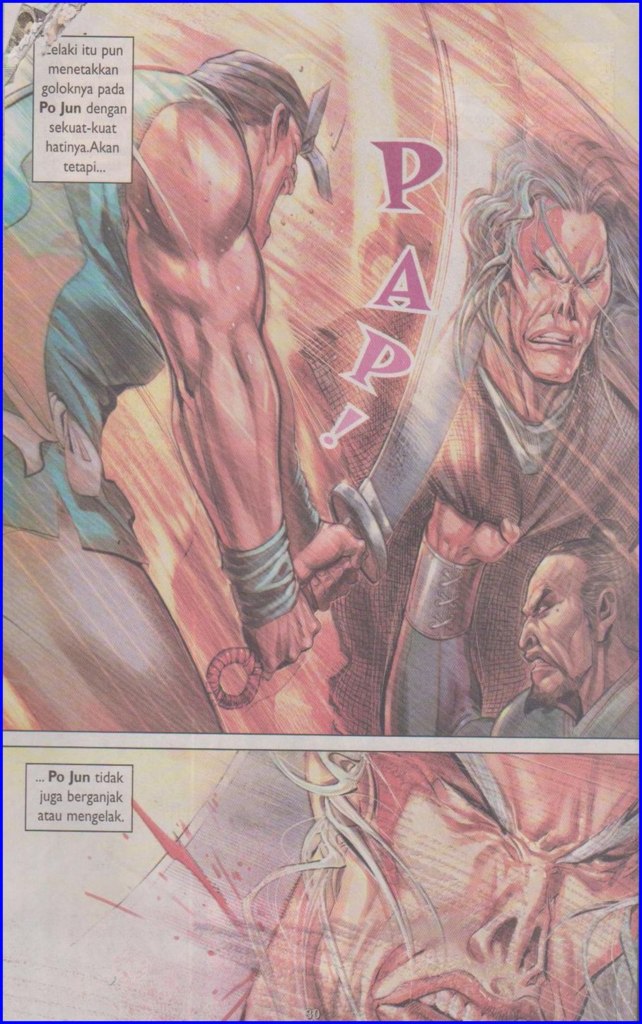 Lelaki itu pun
menetakkan
goloknya pada
Po Jun dengan
sekuat-kuat
hatinya.Akan
tetapi...
PAP!
... Po Jun tidak
juga berganjak
atau mengelak.
30